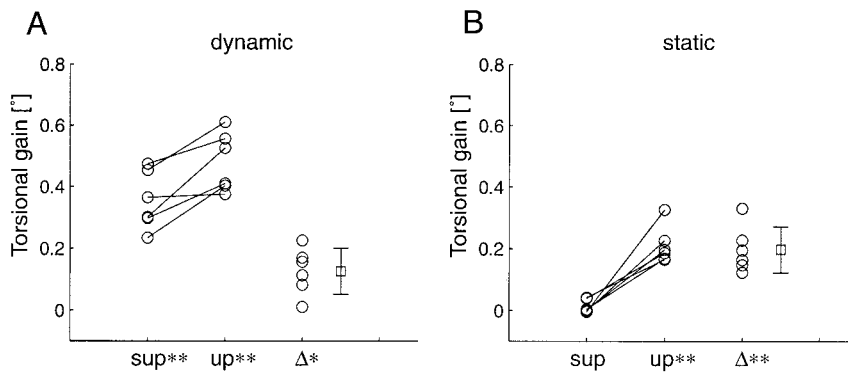 A
dynamic
Torsional gain [°]
0.8
0.6
0.4
0.2
0
sup** up** Δ*
B
static
Torsional gain [°]
0.8
0.6
0.4
0.2
0
sup up** Δ**